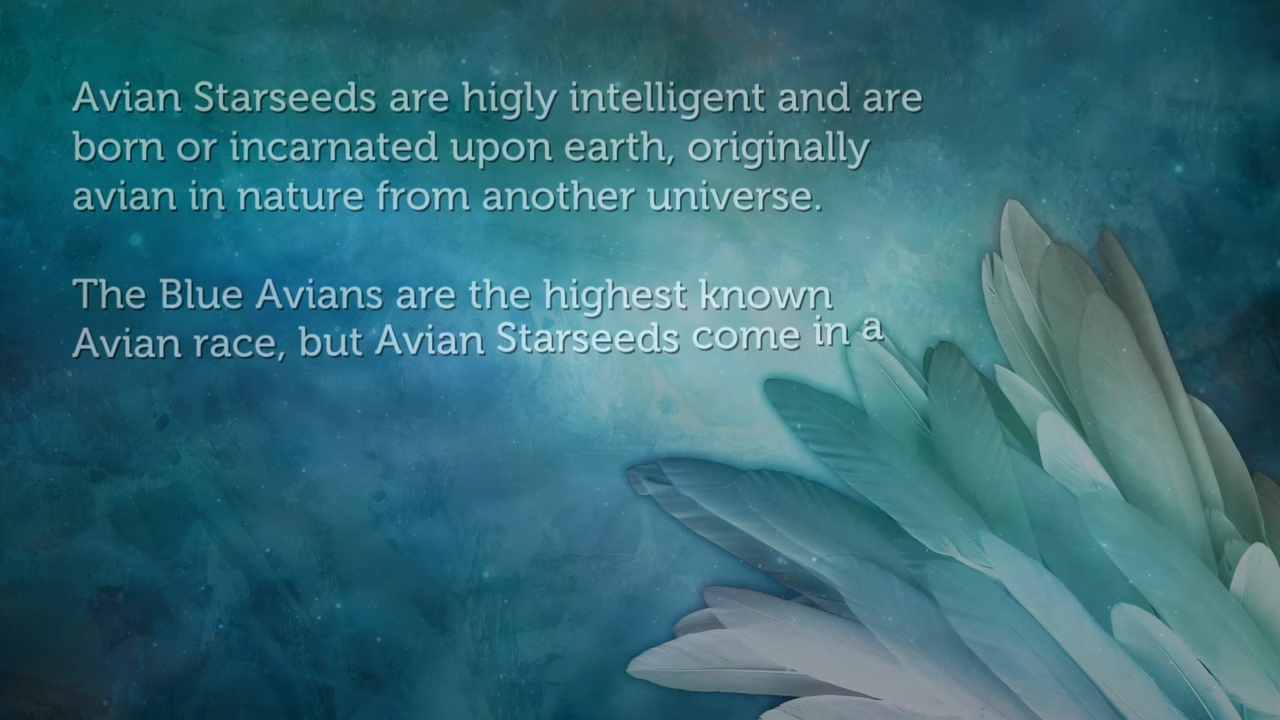 Avian Starseeds are higly intelligent and are
born or incarnated upon earth, originally
avian in nature from another universe.
The Blue Avians are the highest known
Avian race, but Avian Starseeds come in a